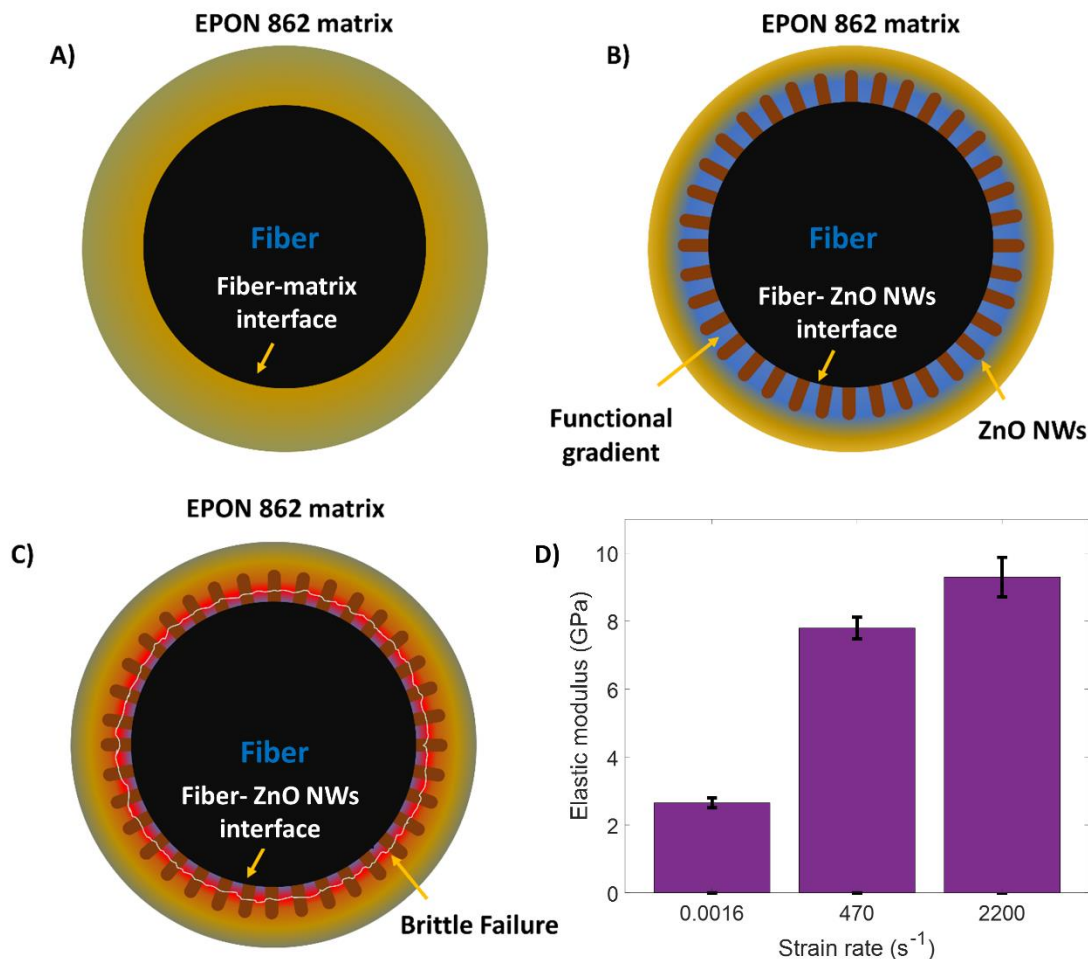 EPON 862 matrix
A)
Fiber
Fiber-matrix
interface
EPON 862 matrix
B)
Fiber
Fiber- ZnO NWs
interface
Functional
gradient
ZnO NWs
EPON 862 matrix
C)
Fiber
Fiber- ZnO NWs
interface
Brittle Failure
D)
Elastic modulus (GPa)
10
8
6
4
2
0
0.0016 470 2200
Strain rate (s⁻¹)